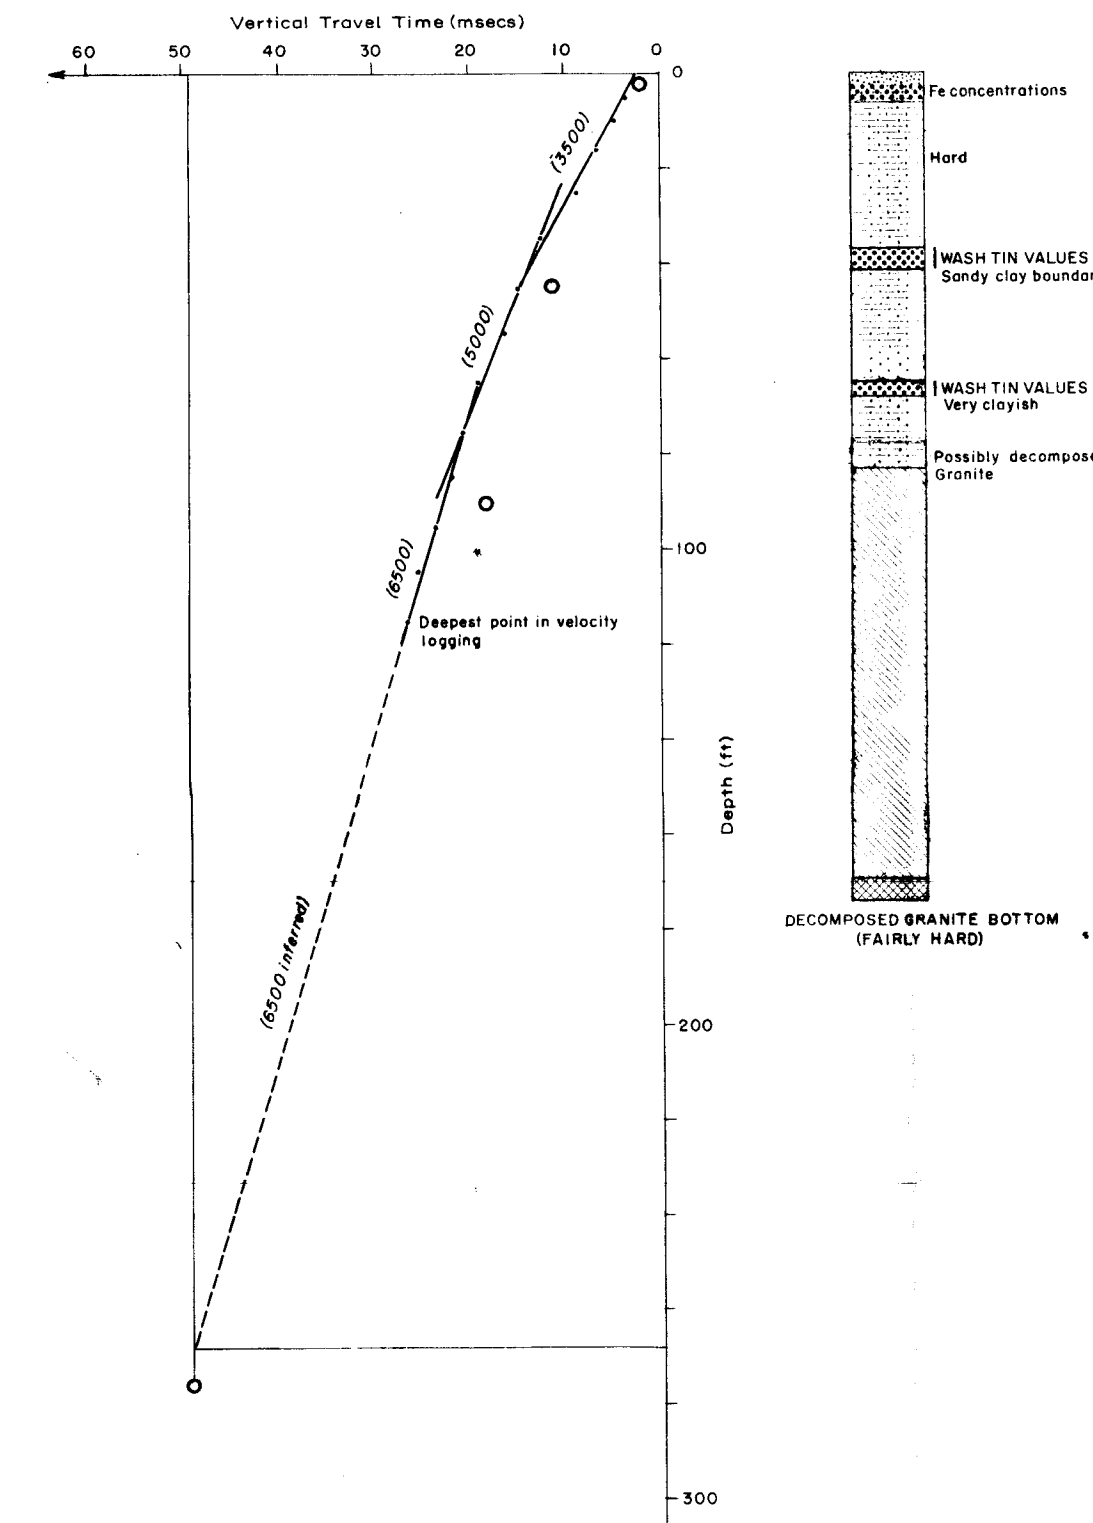 Vertical Travel Time (msecs)
60 50 40 30 20 10 0
0
(3500)
(5000)
(6500)
100
Deepest point in velocity
logging
Depth (ft)
(6500 inferred)
200
300
Fe concentrations
Hard
WASH TIN VALUES
Sandy clay boundar
WASH TIN VALUES
Very clayish
Possibly decompose
Granite
DECOMPOSED GRANITE BOTTOM
(FAIRLY HARD)